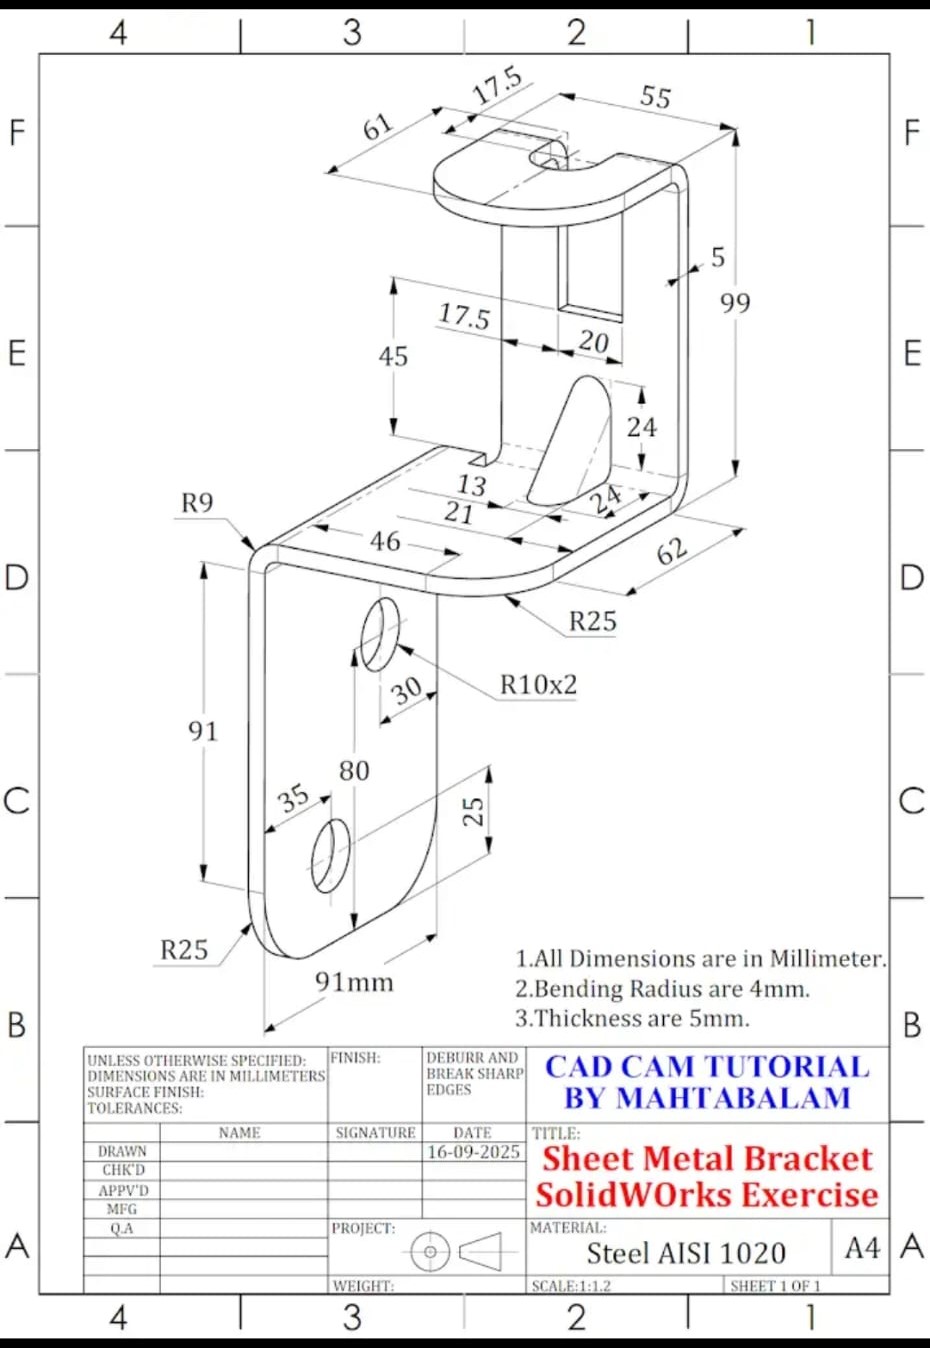 4 3 2 1
F F
E E
D D
C C
B B
A A
17.5
55
61
5
99
17.5
20
45
24
13
24
21
R9
46
62
R25
R10x2
30
91
80
35
25
R25
91mm
1.All Dimensions are in Millimeter.
2.Bending Radius are 4mm.
3.Thickness are 5mm.
UNLESS OTHERWISE SPECIFIED:
DIMENSIONS ARE IN MILLIMETERS
SURFACE FINISH:
TOLERANCES:
FINISH:
DEBURR AND
BREAK SHARP
EDGES
CAD CAM TUTORIAL
BY MAHTABALAM
NAME SIGNATURE DATE
DRAWN 16-09-2025
CHK'D
APPV'D
MFG
Q.A
TITLE:
Sheet Metal Bracket
SolidWOrks Exercise
PROJECT:
MATERIAL:
Steel AISI 1020
A4
WEIGHT:
SCALE:1:1.2
SHEET 1 OF 1
4 3 2 1